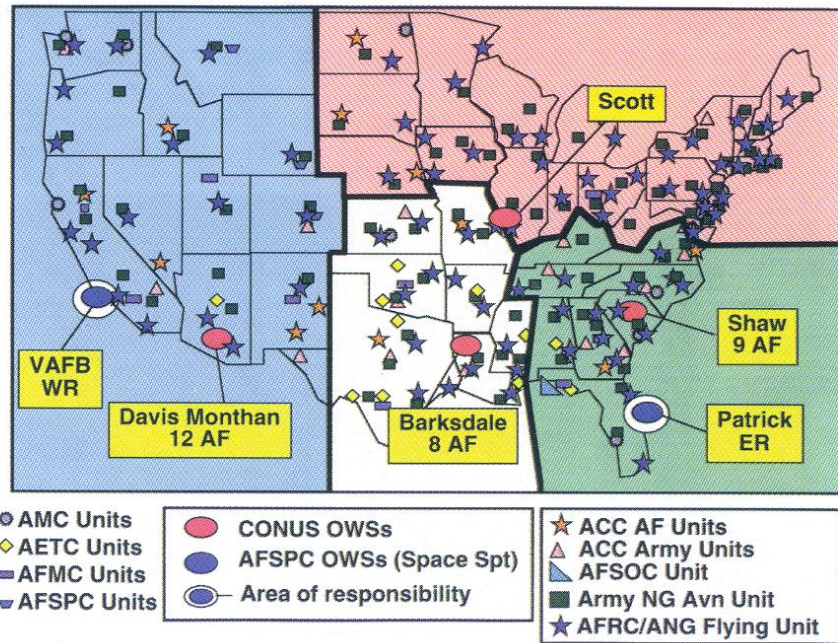 Scott
VAFB
WR
Davis Monthan
12 AF
Barksdale
8 AF
Shaw
9 AF
Patrick
ER
AMC Units
AETC Units
AFMC Units
AFSPC Units
CONUS OWSs
AFSPC OWSs (Space Spt)
Area of responsibility
ACC AF Units
ACC Army Units
AFSOC Unit
Army NG Avn Unit
AFRC/ANG Flying Unit